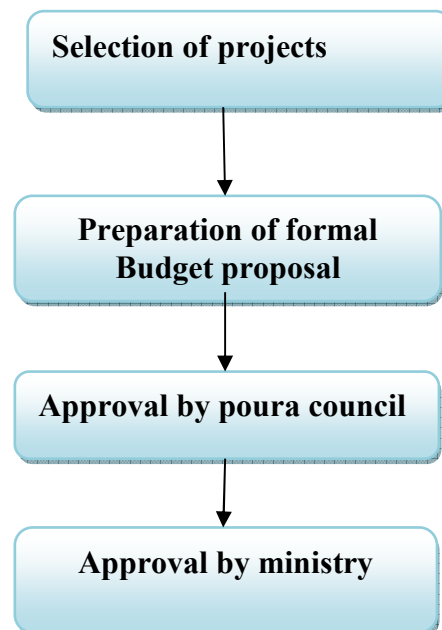 Selection of projects
Preparation of formal
Budget proposal
Approval by poura council
Approval by ministry